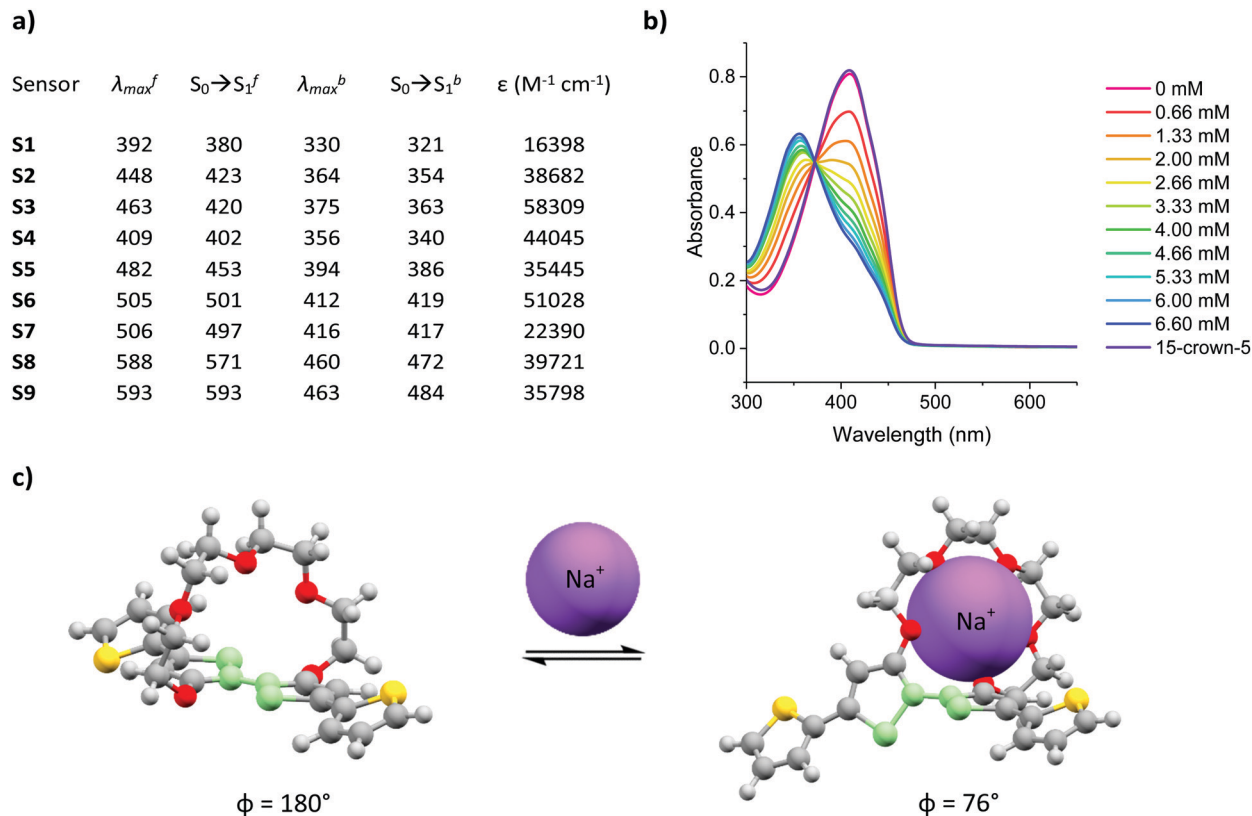 a)
Sensor λmaxᶠ S₀→S₁ᶠ λmaxᵇ S₀→S₁ᵇ ε (M⁻¹ cm⁻¹)
S1 392 380 330 321 16398
S2 448 423 364 354 38682
S3 463 420 375 363 58309
S4 409 402 356 340 44045
S5 482 453 394 386 35445
S6 505 501 412 419 51028
S7 506 497 416 417 22390
S8 588 571 460 472 39721
S9 593 593 463 484 35798
b)
Absorbance
0.8
0.6
0.4
0.2
0.0
300 400 500 600
Wavelength (nm)
0 mM
0.66 mM
1.33 mM
2.00 mM
2.66 mM
3.33 mM
4.00 mM
4.66 mM
5.33 mM
6.00 mM
6.60 mM
15-crown-5
c)
Na⁺
Na⁺
ϕ = 180°
ϕ = 76°